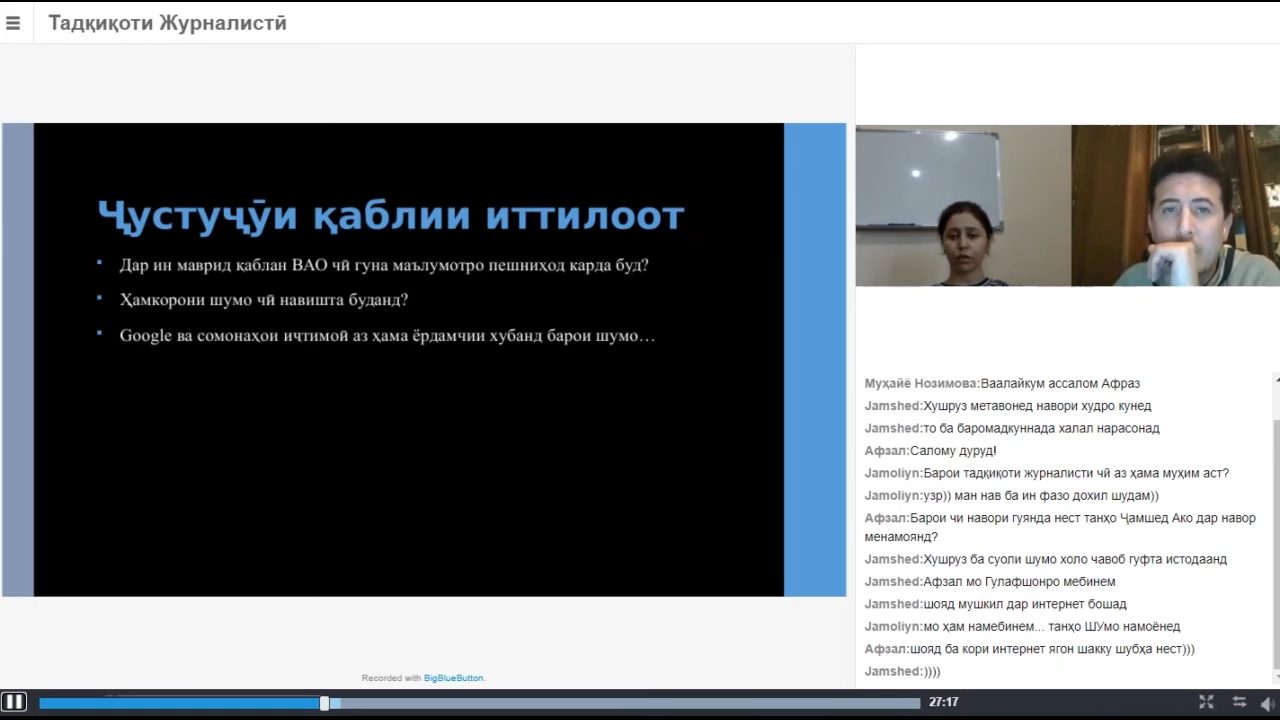 Тадқиқоти Журналистӣ
Ҷустуҷӯи қаблии иттилоот
Дар ин маврид қаблан ВАО чӣ гуна маълумотро пешниҳод карда буд?
Ҳамкорони шумо чӣ навишта буданд?
Google ва сомонаҳои иҷтимоӣ аз ҳама ёрдамчии хубанд барои шумо…
Муҳайё Нозимова:Ваалайкум ассалом Афраз
Jamshed:Хушруз метавонед навори худро кунед
Jamshed:то ба баромадкуннада халал нарасонад
Афзал:Салому дуруд!
Jamoliyn:Барои тадқиқоти журналисти чӣ аз ҳама муҳим аст?
Jamoliyn:узр)) ман нав ба ин фазо дохил шудам))
Афзал:Барои чи навори гуянда нест танҳо Ҷамшед Ако дар навор
менамоянд?
Jamshed:Хушруз ба суоли шумо холо чавоб гуфта истодаанд
Jamshed:Афзал мо Гулафшонро мебинем
Jamshed:шояд мушкил дар интернет бошад
Jamoliyn:мо ҳам намебинем... танҳо ШУмо намоёнед
Афзал:шояд ба кори интернет ягон шакку шубҳа нест)))
Jamshed:))))
Recorded with BigBlueButton.
27:17